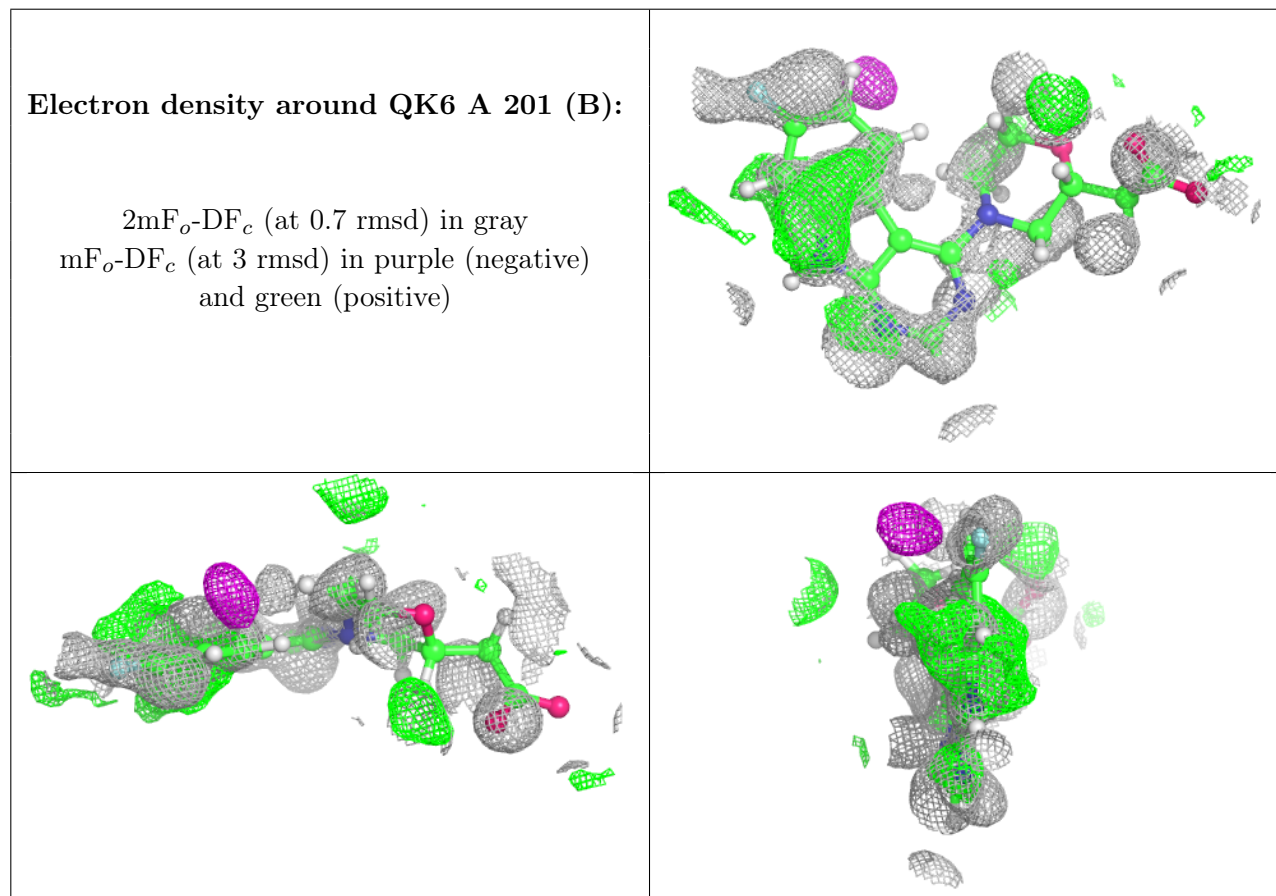 Electron density around QK6 A 201 (B):
2mFₒ-DF𝒸 (at 0.7 rmsd) in gray
mFₒ-DF𝒸 (at 3 rmsd) in purple (negative)
and green (positive)